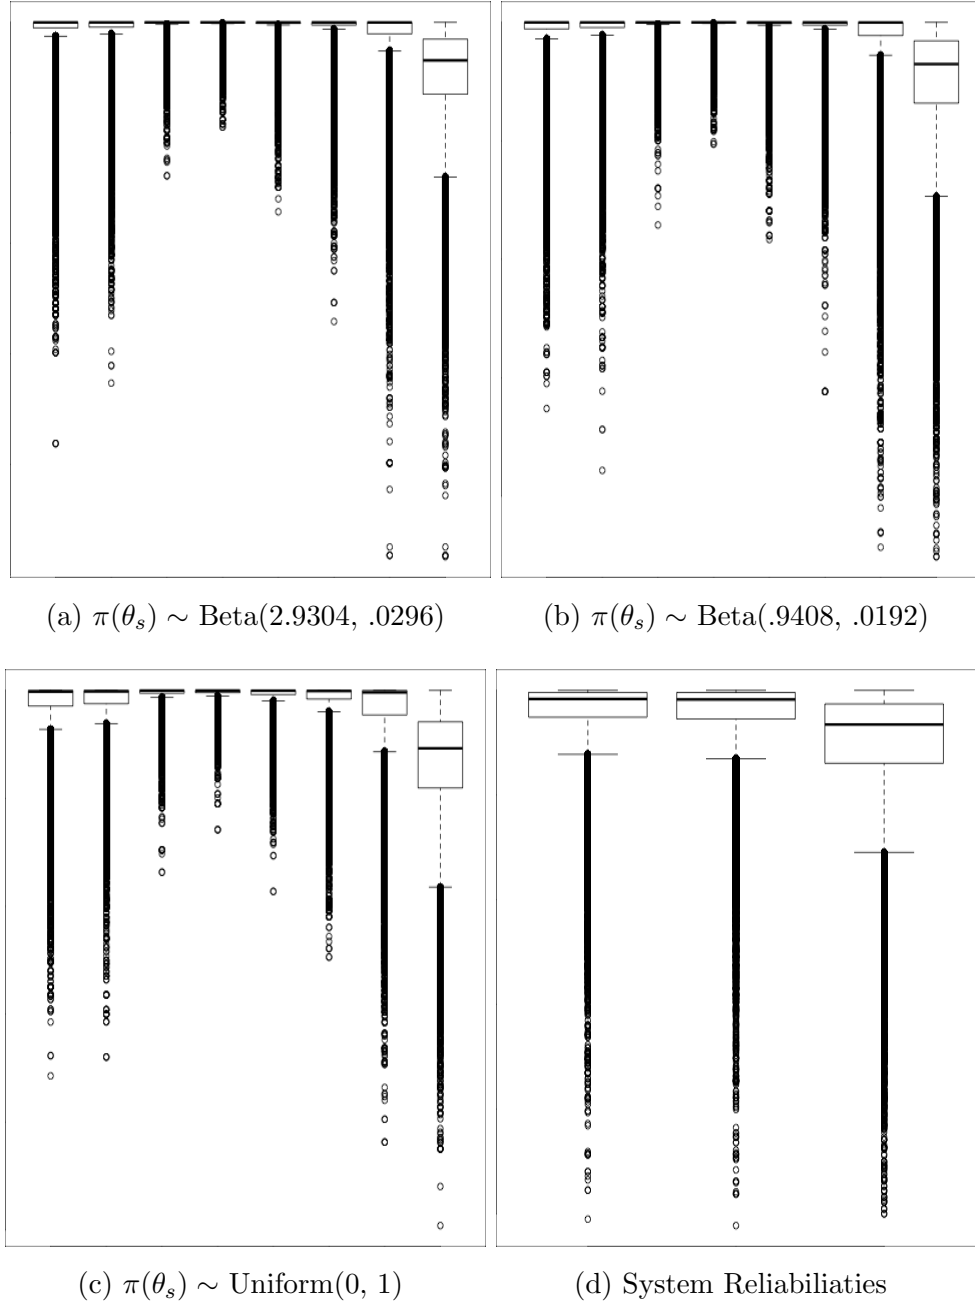 (a) π(θₛ) ∼ Beta(2.9304, .0296)
(b) π(θₛ) ∼ Beta(.9408, .0192)
(c) π(θₛ) ∼ Uniform(0, 1)
(d) System Reliabiliaties